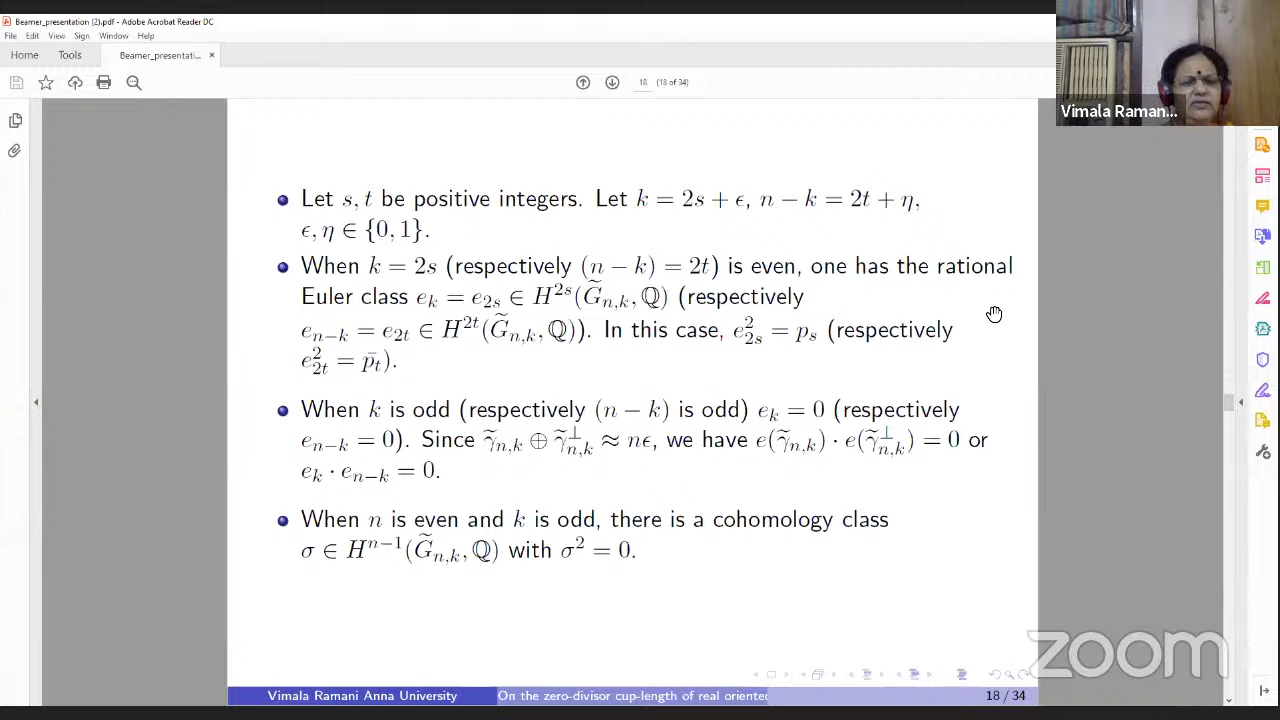 Beamer_presentation (2).pdf - Adobe Acrobat Reader DC
File Edit View Sign Window Help
Home Tools Beamer_presentati... ×
18 (18 of 34)
Vimala Raman...
Let s, t be positive integers. Let k = 2s + ϵ, n − k = 2t + η,
ϵ, η ∈ {0, 1}.
When k = 2s (respectively (n − k) = 2t) is even, one has the rational
Euler class e_k = e_{2s} ∈ H^{2s}(G̃_{n,k}, ℚ) (respectively
e_{n−k} = e_{2t} ∈ H^{2t}(G̃_{n,k}, ℚ)). In this case, e_{2s}^2 = p_s (respectively
e_{2t}^2 = p̄_t).
When k is odd (respectively (n − k) is odd) e_k = 0 (respectively
e_{n−k} = 0). Since γ̃_{n,k} ⊕ γ̃_{n,k}^⊥ ≈ nϵ, we have e(γ̃_{n,k}) · e(γ̃_{n,k}^⊥) = 0 or
e_k · e_{n−k} = 0.
When n is even and k is odd, there is a cohomology class
σ ∈ H^{n−1}(G̃_{n,k}, ℚ) with σ^2 = 0.
zoom
Vimala Ramani Anna University On the zero-divisor cup-length of real oriented 18 / 34